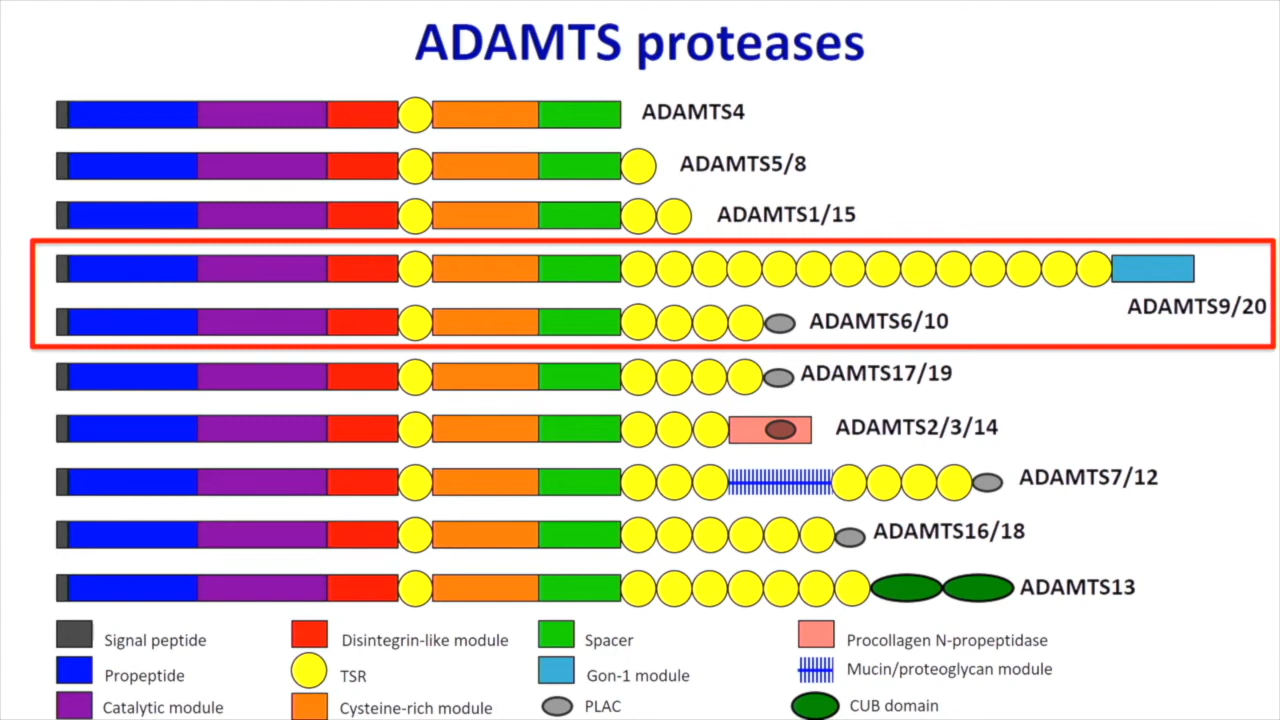 ADAMTS proteases
ADAMTS4
ADAMTS5/8
ADAMTS1/15
ADAMTS9/20
ADAMTS6/10
ADAMTS17/19
ADAMTS2/3/14
ADAMTS7/12
ADAMTS16/18
ADAMTS13
Signal peptide
Disintegrin-like module
Spacer
Procollagen N-propeptidase
Propeptide
TSR
Gon-1 module
Mucin/proteoglycan module
Catalytic module
Cysteine-rich module
PLAC
CUB domain